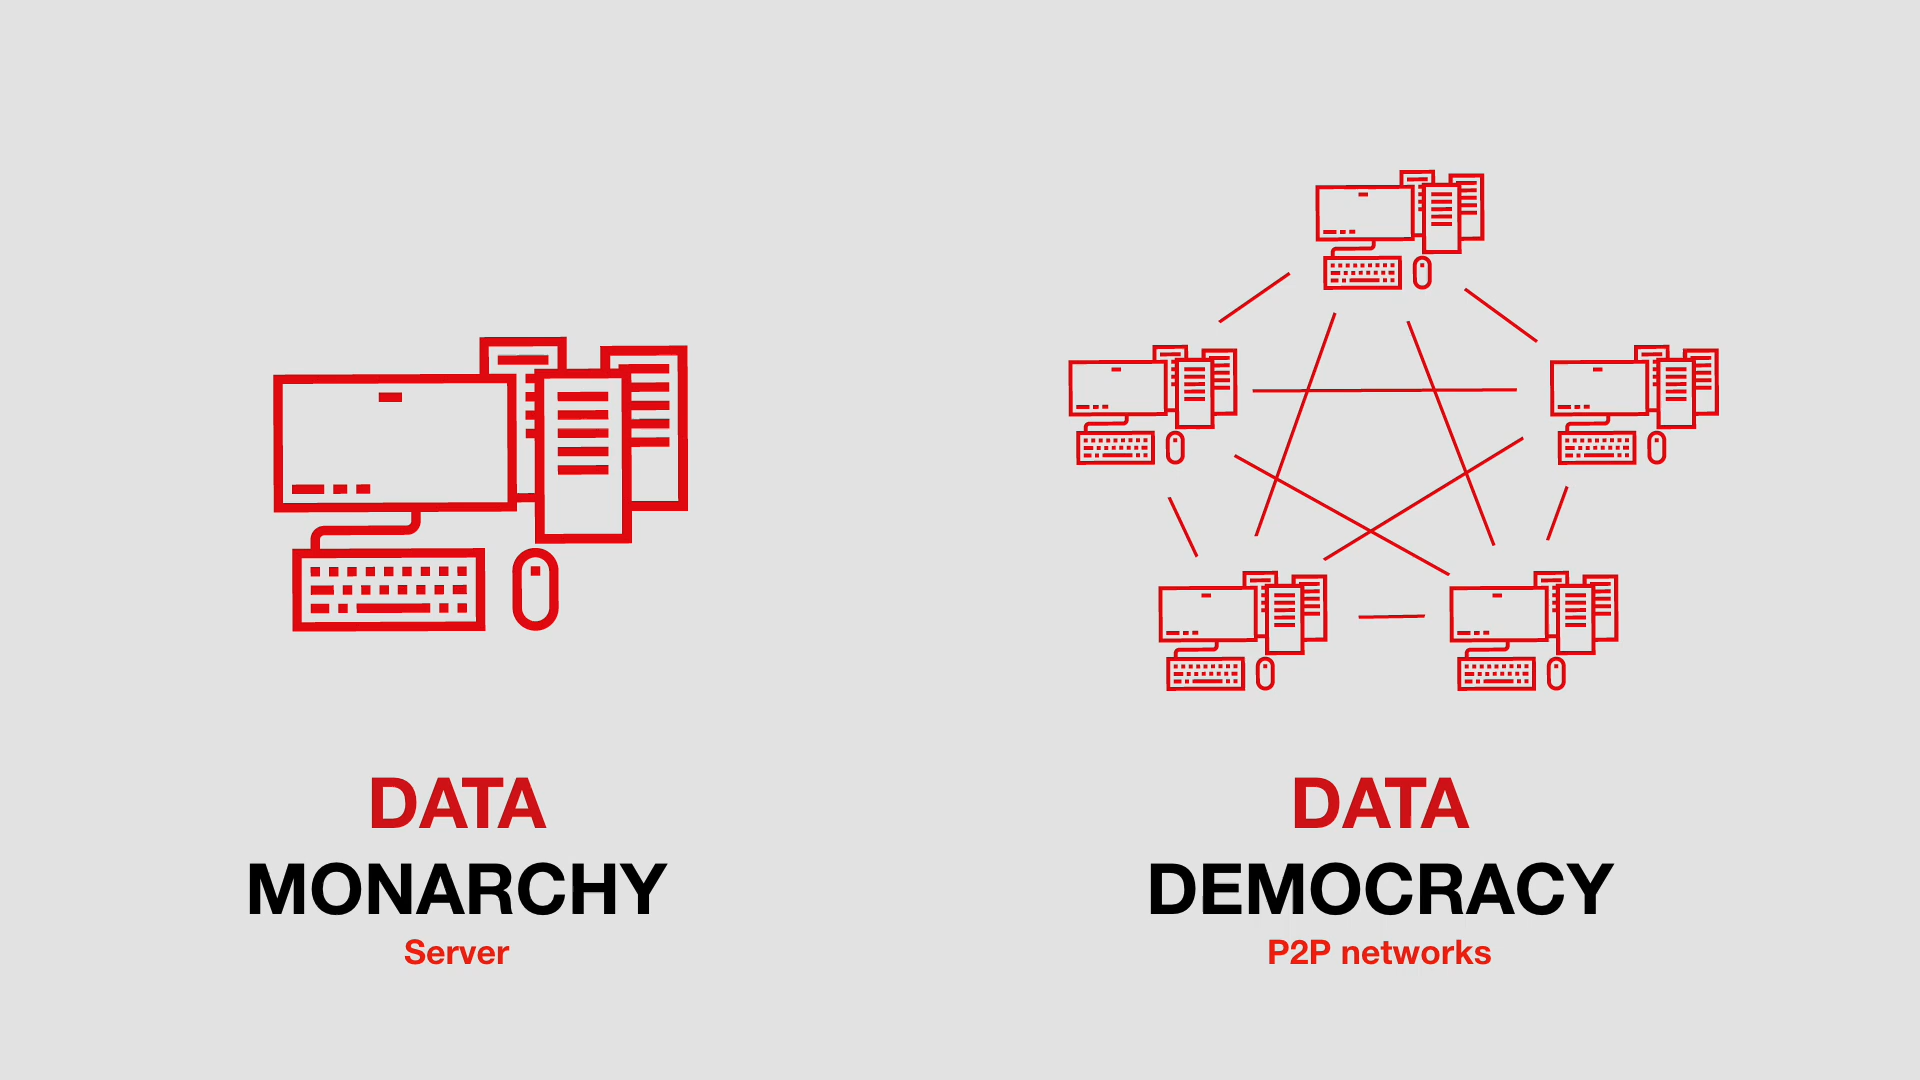 DATA
MONARCHY
Server
DATA
DEMOCRACY
P2P networks